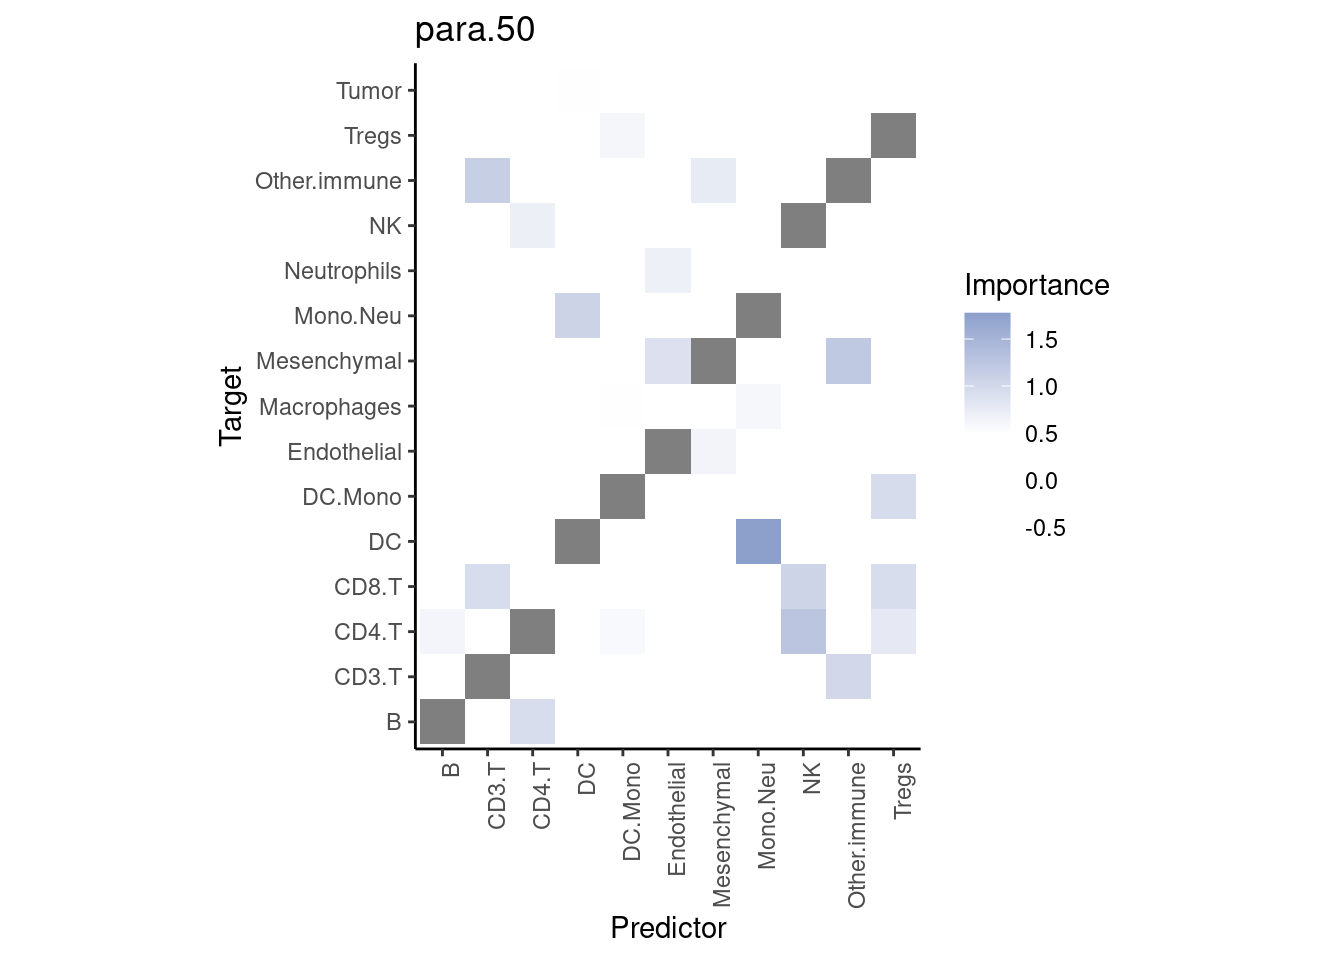 para.50
Tumor
Tregs
Other.immune
NK
Neutrophils
Mono.Neu
Mesenchymal
Macrophages
Endothelial
DC.Mono
DC
CD8.T
CD4.T
CD3.T
B
Target
B
CD3.T
CD4.T
DC
DC.Mono
Endothelial
Mesenchymal
Mono.Neu
NK
Other.immune
Tregs
Predictor
Importance
1.5
1.0
0.5
0.0
-0.5